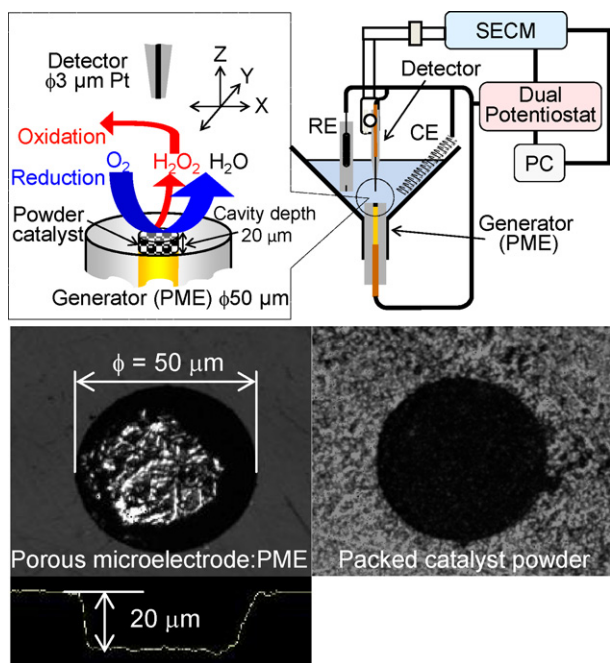 Detector
ϕ3 μm Pt
Z
Y
X
Oxidation
O2
H2O2
H2O
Reduction
Powder
catalyst
Cavity depth
20 μm
Generator (PME) ϕ50 μm
SECM
Detector
Dual
Potentiostat
RE
CE
PC
Generator
(PME)
ϕ = 50 μm
Porous microelectrode:PME
Packed catalyst powder
20 μm